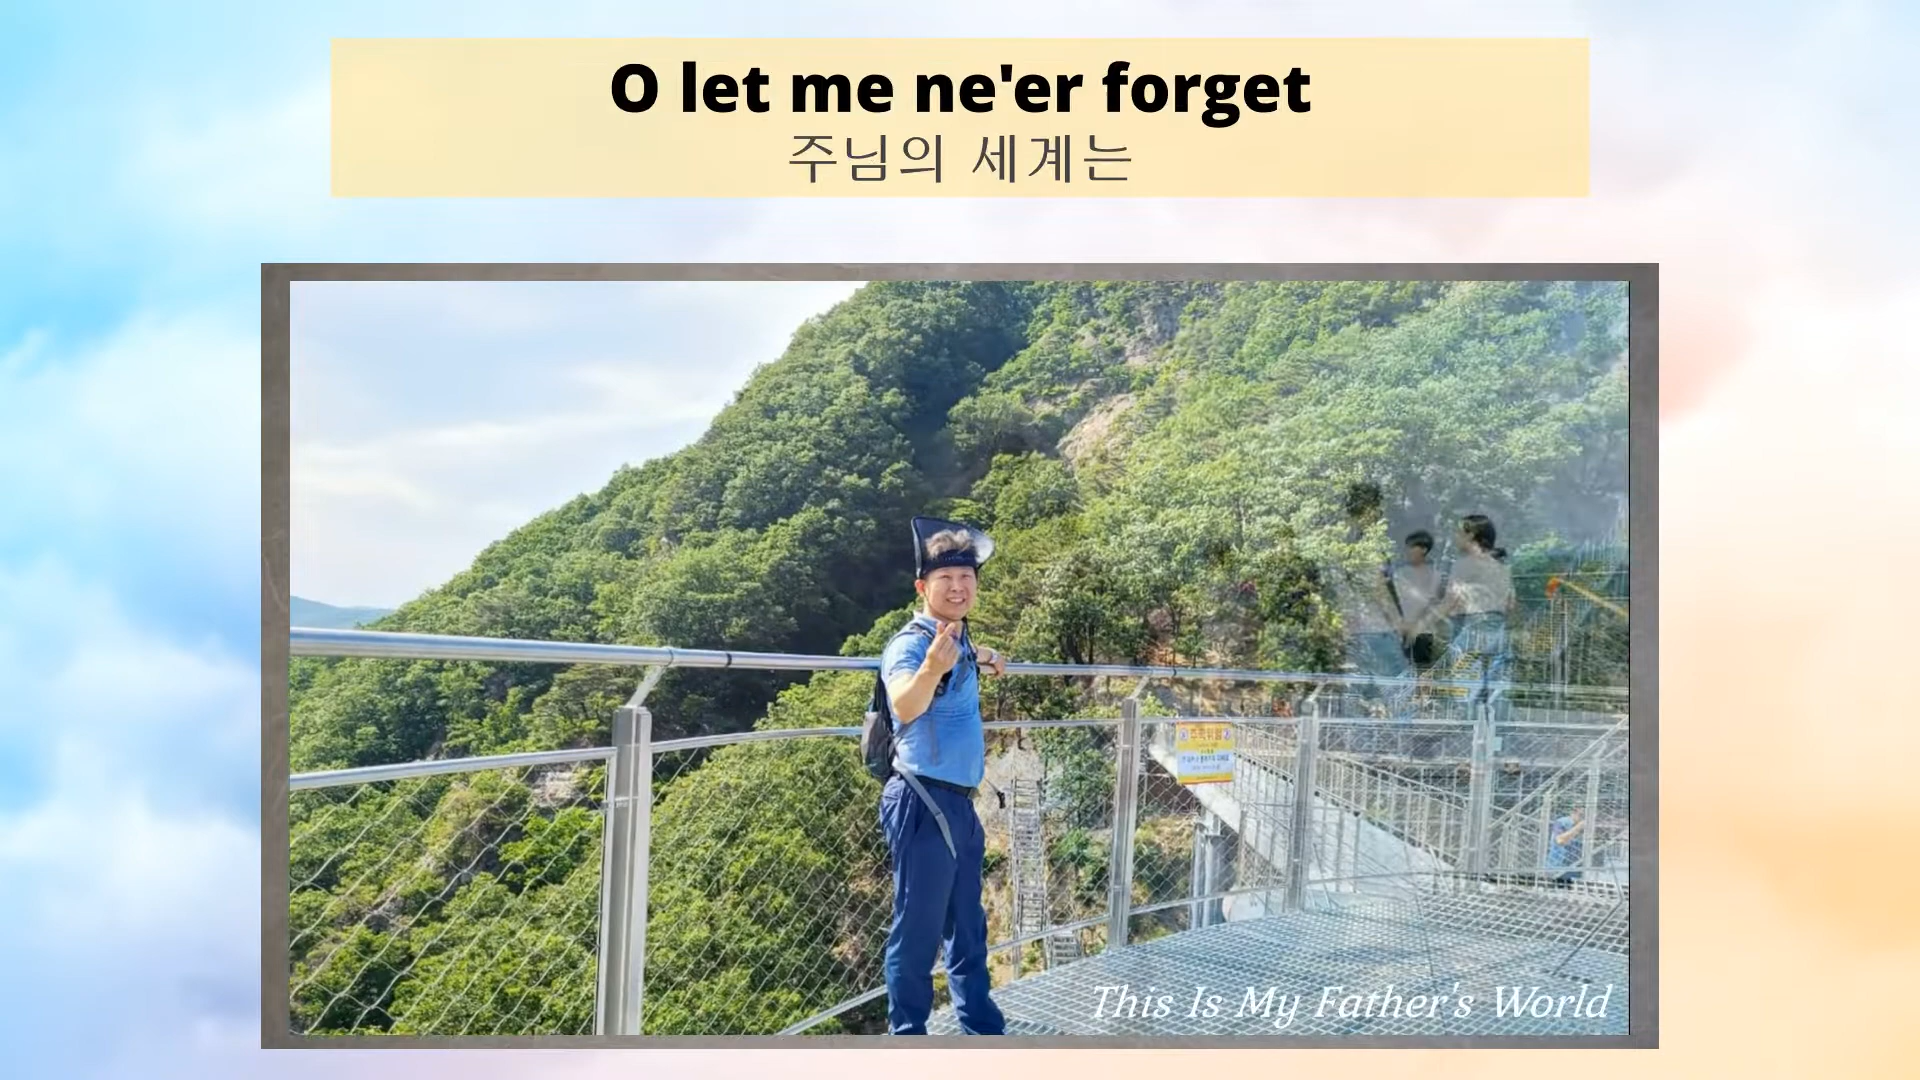 O let me ne'er forget
주님의 세계는
This Is My Father's World